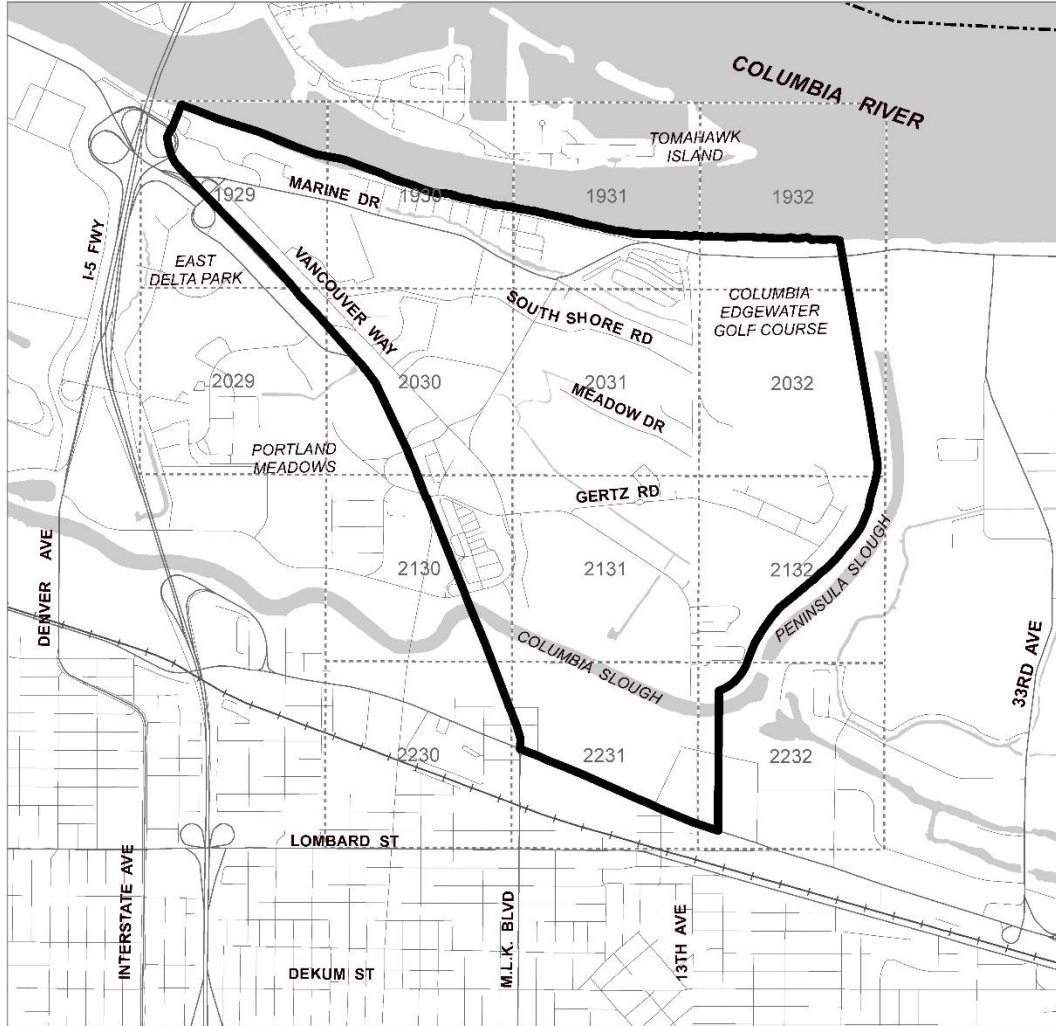 COLUMBIA RIVER
TOMAHAWK
ISLAND
1929
MARINE DR
1930
1931
1932
I-5 FWY
EAST
DELTA PARK
VANCOUVER WAY
SOUTH SHORE RD
COLUMBIA
EDGEWATER
GOLF COURSE
2029
2030
2031
2032
MEADOW DR
PORTLAND
MEADOWS
GERTZ RD
DENVER AVE
2130
2131
2132
PENINSULA SLOUGH
COLUMBIA SLOUGH
33RD AVE
2230
2231
2232
LOMBARD ST
INTERSTATE AVE
M.L.K. BLVD
13TH AVE
DEKUM ST